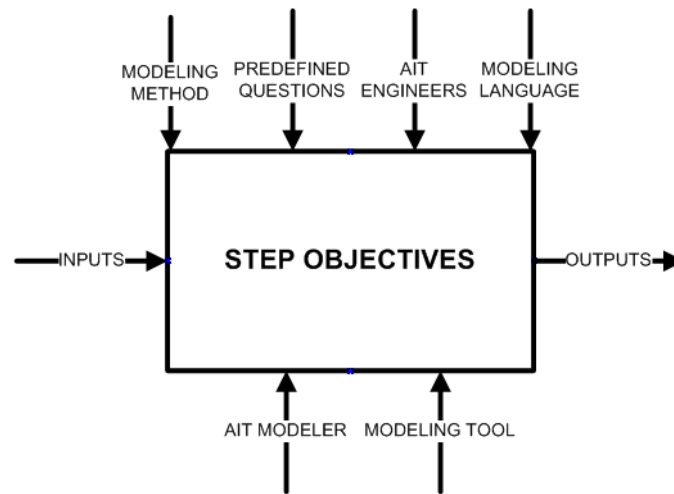 MODELING
METHOD
PREDEFINED
QUESTIONS
AIT
ENGINEERS
MODELING
LANGUAGE
INPUTS
STEP OBJECTIVES
OUTPUTS
AIT MODELER
MODELING TOOL